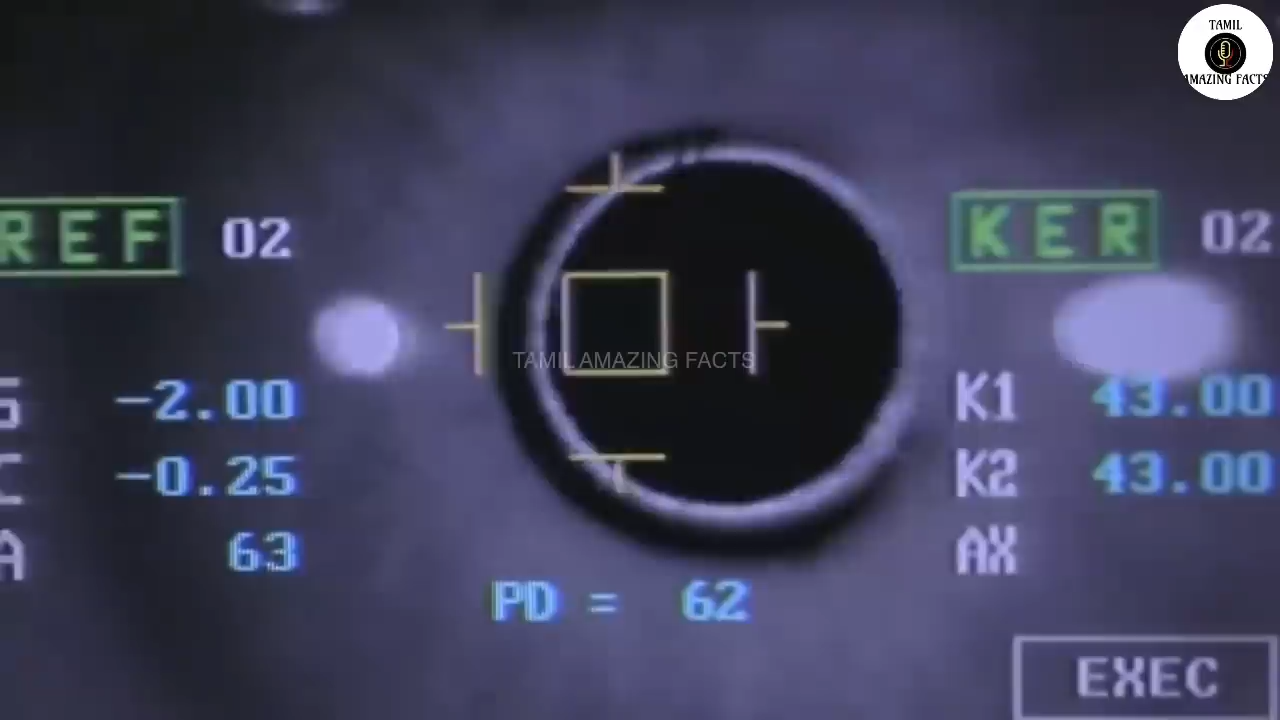 TAMIL
AMAZING FACTS
REF 02
KER 02
TAMIL AMAZING FACTS
S -2.00
C -0.25
A 63
K1 43.00
K2 43.00
AX
PD = 62
EXEC